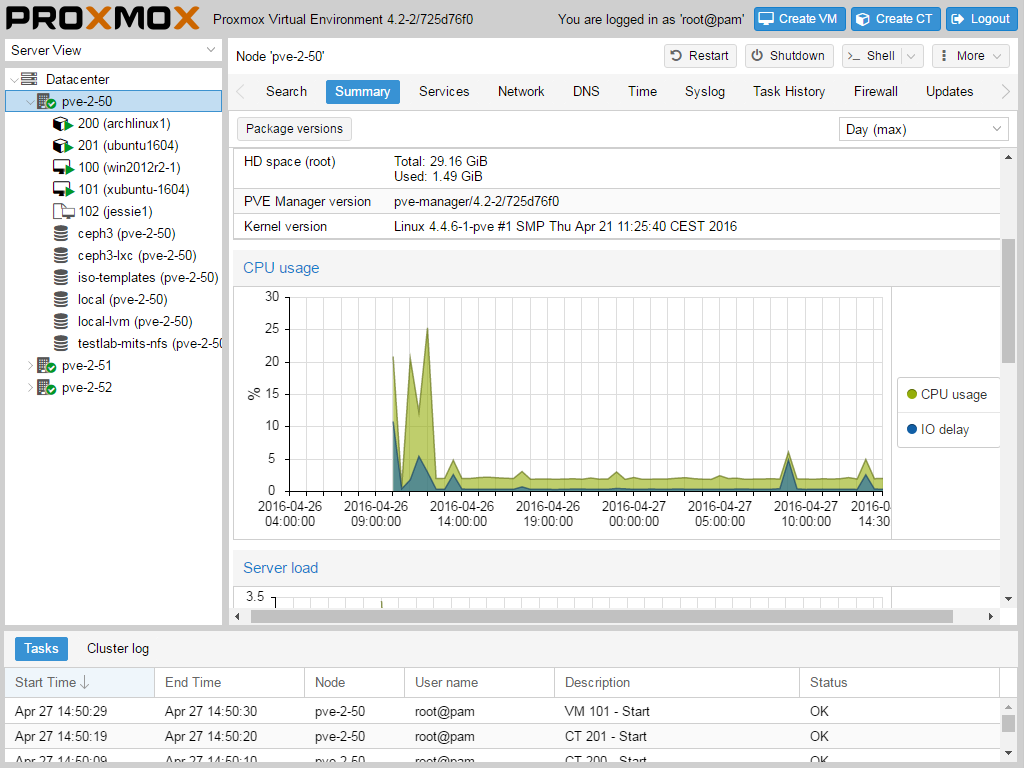 PROXMOX Proxmox Virtual Environment 4.2-2/725d76f0 You are logged in as 'root@pam' Create VM Create CT Logout
Server View
Datacenter
pve-2-50
200 (archlinux1)
201 (ubuntu1604)
100 (win2012r2-1)
101 (xubuntu-1604)
102 (jessie1)
ceph3 (pve-2-50)
ceph3-lxc (pve-2-50)
iso-templates (pve-2-50)
local (pve-2-50)
local-lvm (pve-2-50)
testlab-mits-nfs (pve-2-50
pve-2-51
pve-2-52
Node 'pve-2-50' Restart Shutdown >_ Shell More
Search Summary Services Network DNS Time Syslog Task History Firewall Updates
Package versions Day (max)
HD space (root) Total: 29.16 GiB
Used: 1.49 GiB
PVE Manager version pve-manager/4.2-2/725d76f0
Kernel version Linux 4.4.6-1-pve #1 SMP Thu Apr 21 11:25:40 CEST 2016
CPU usage
30
25
20
15
10
5
0
%
2016-04-26 2016-04-26 2016-04-26 2016-04-26 2016-04-27 2016-04-27 2016-04-27 2016-0
04:00:00 09:00:00 14:00:00 19:00:00 00:00:00 05:00:00 10:00:00 14:30
CPU usage
IO delay
Server load
3.5
Tasks Cluster log
Start Time End Time Node User name Description Status
Apr 27 14:50:29 Apr 27 14:50:30 pve-2-50 root@pam VM 101 - Start OK
Apr 27 14:50:19 Apr 27 14:50:20 pve-2-50 root@pam CT 201 - Start OK
Apr 27 14:50:09 Apr 27 14:50:10 pve-2-50 root@pam CT 200 - Start OK